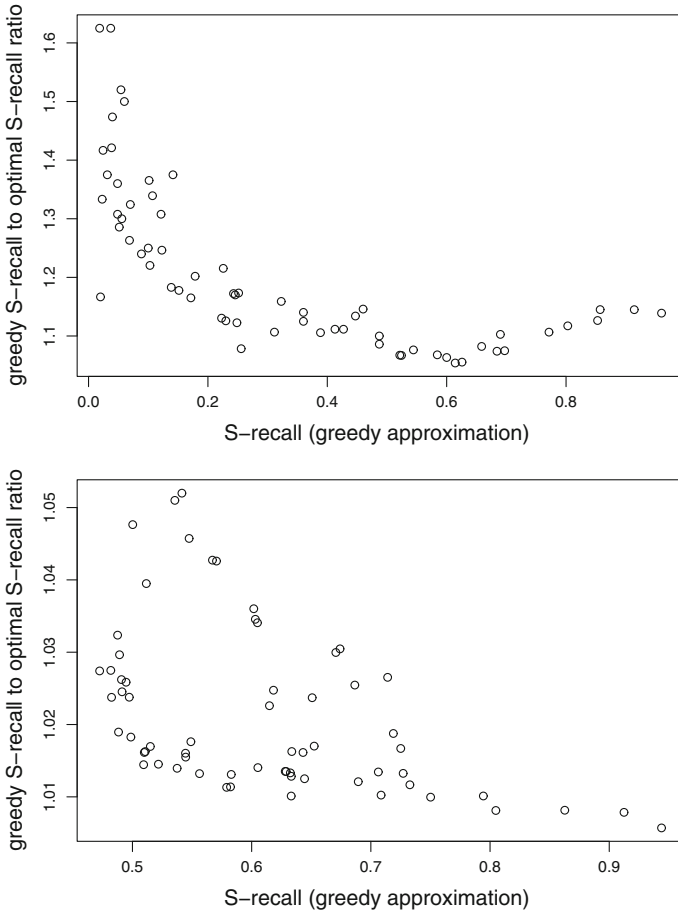 greedy S−recall to optimal S−recall ratio
1.6
1.5
1.4
1.3
1.2
1.1
0.0 0.2 0.4 0.6 0.8
S−recall (greedy approximation)
greedy S−recall to optimal S−recall ratio
1.05
1.04
1.03
1.02
1.01
0.5 0.6 0.7 0.8 0.9
S−recall (greedy approximation)